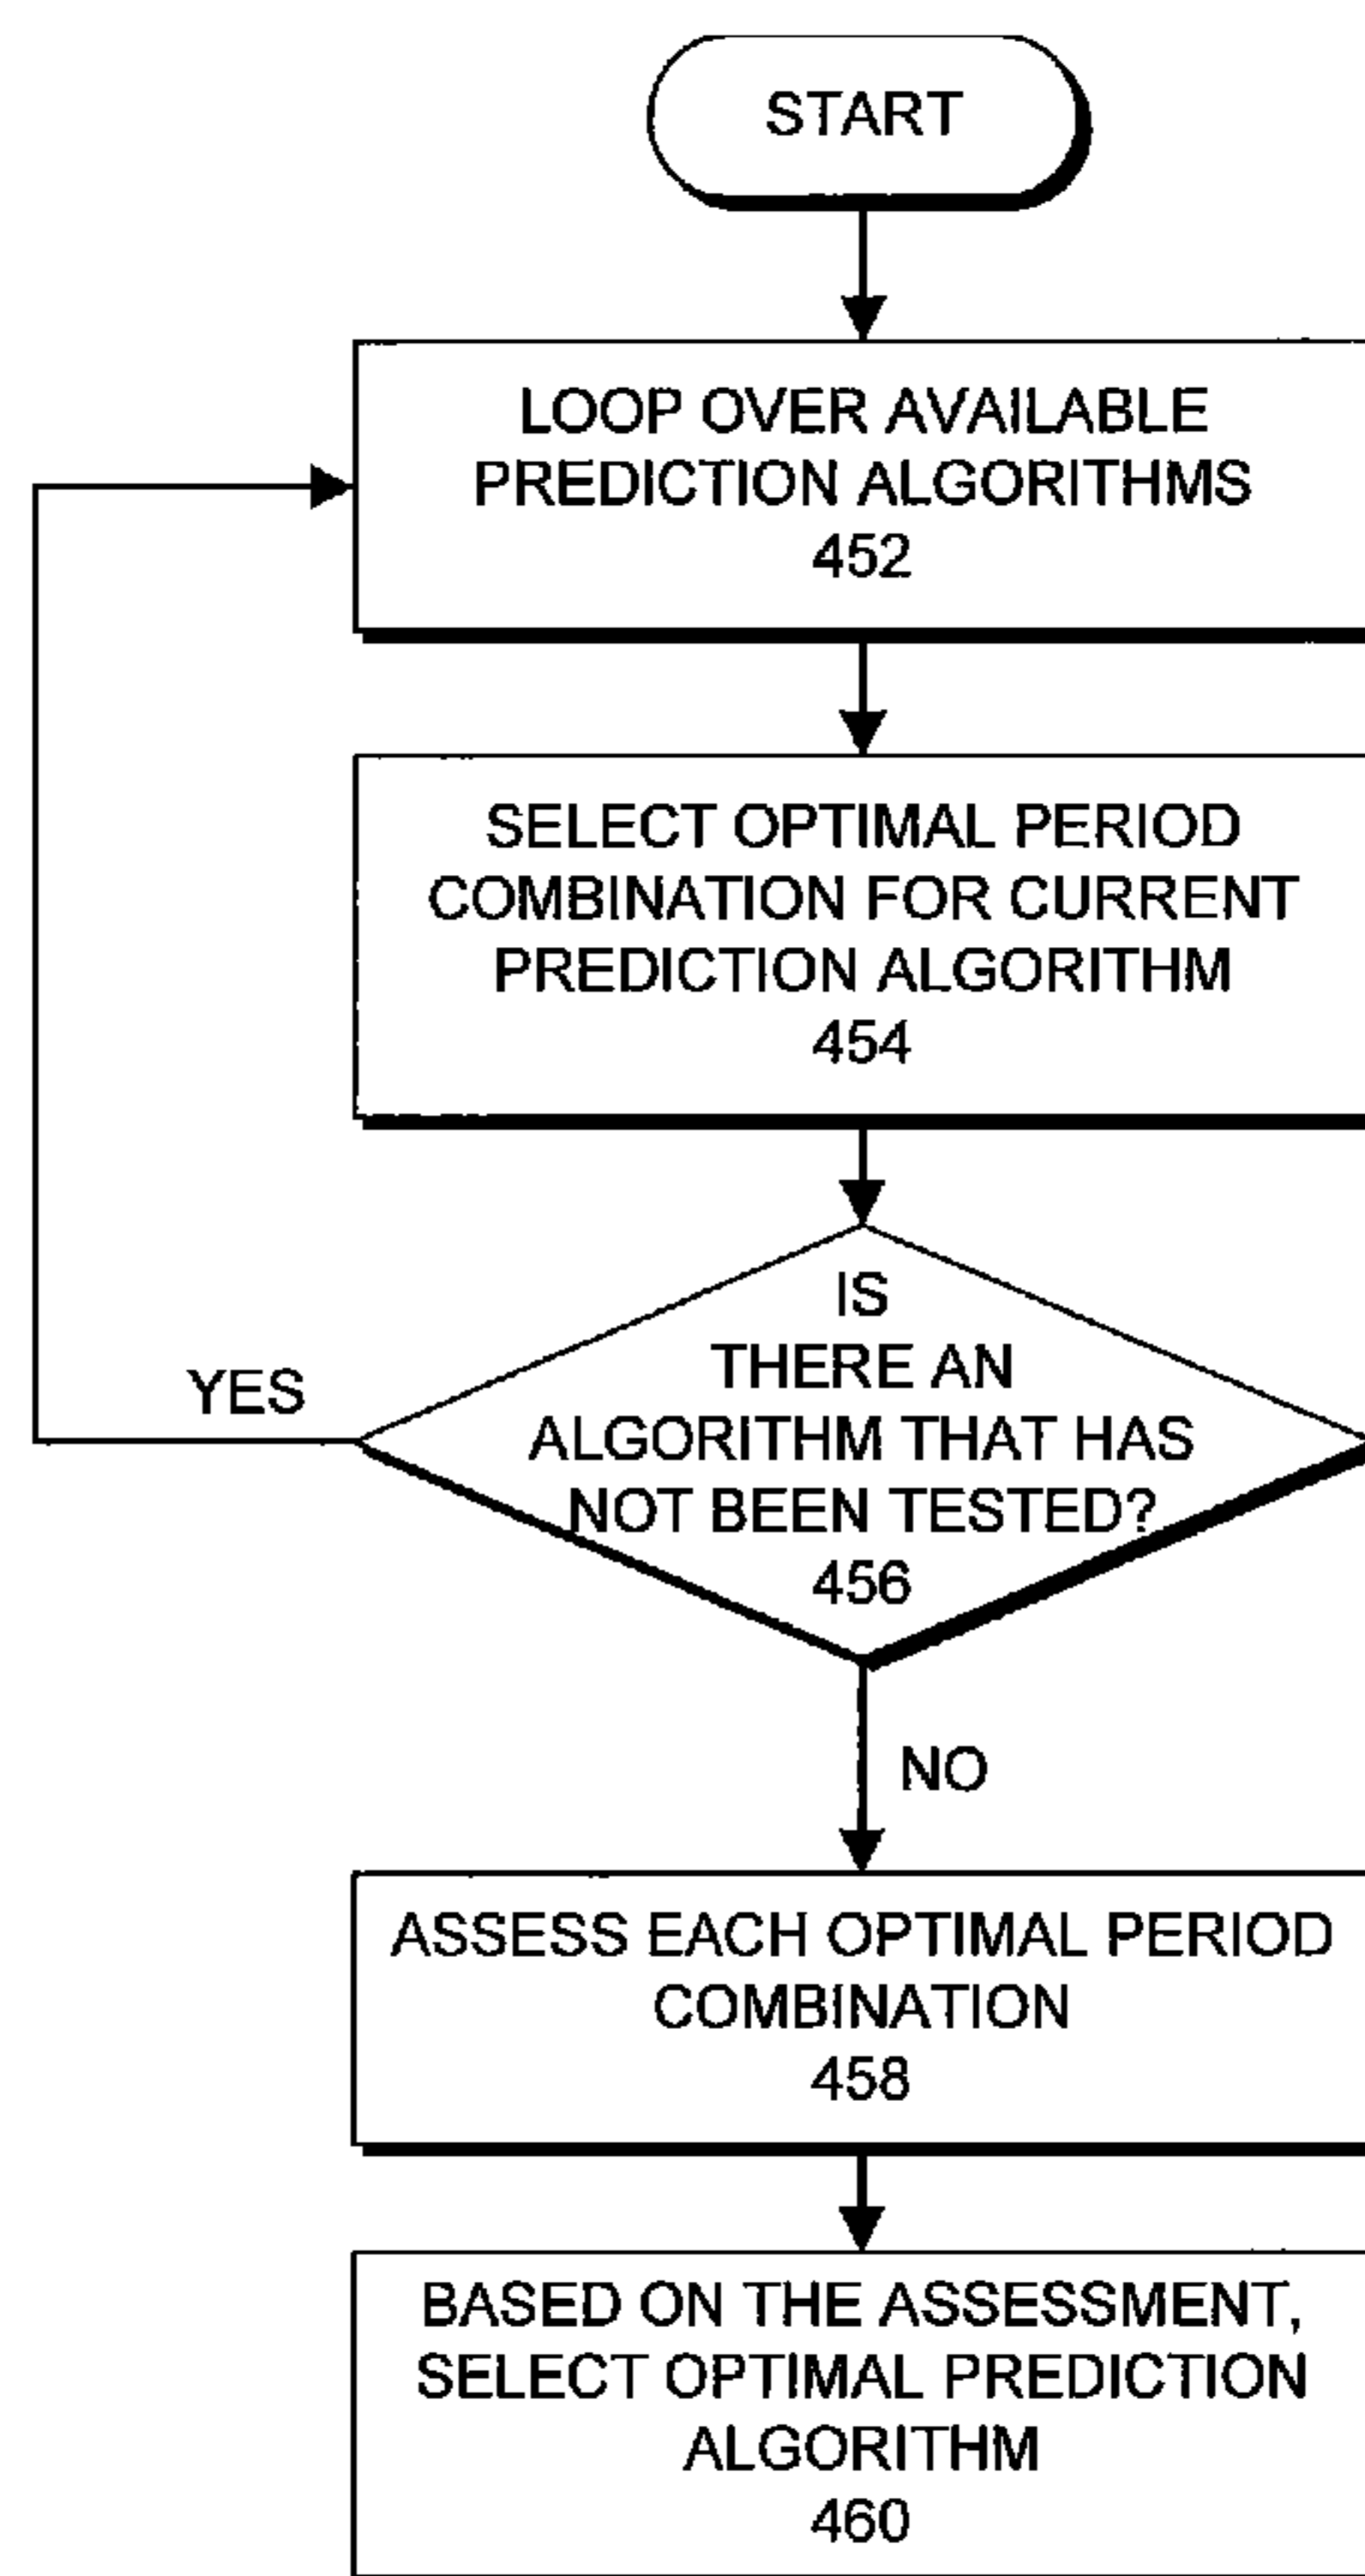 START
LOOP OVER AVAILABLE
PREDICTION ALGORITHMS
452
SELECT OPTIMAL PERIOD
COMBINATION FOR CURRENT
PREDICTION ALGORITHM
454
IS
THERE AN
ALGORITHM THAT HAS
NOT BEEN TESTED?
456
YES
NO
ASSESS EACH OPTIMAL PERIOD
COMBINATION
458
BASED ON THE ASSESSMENT,
SELECT OPTIMAL PREDICTION
ALGORITHM
460